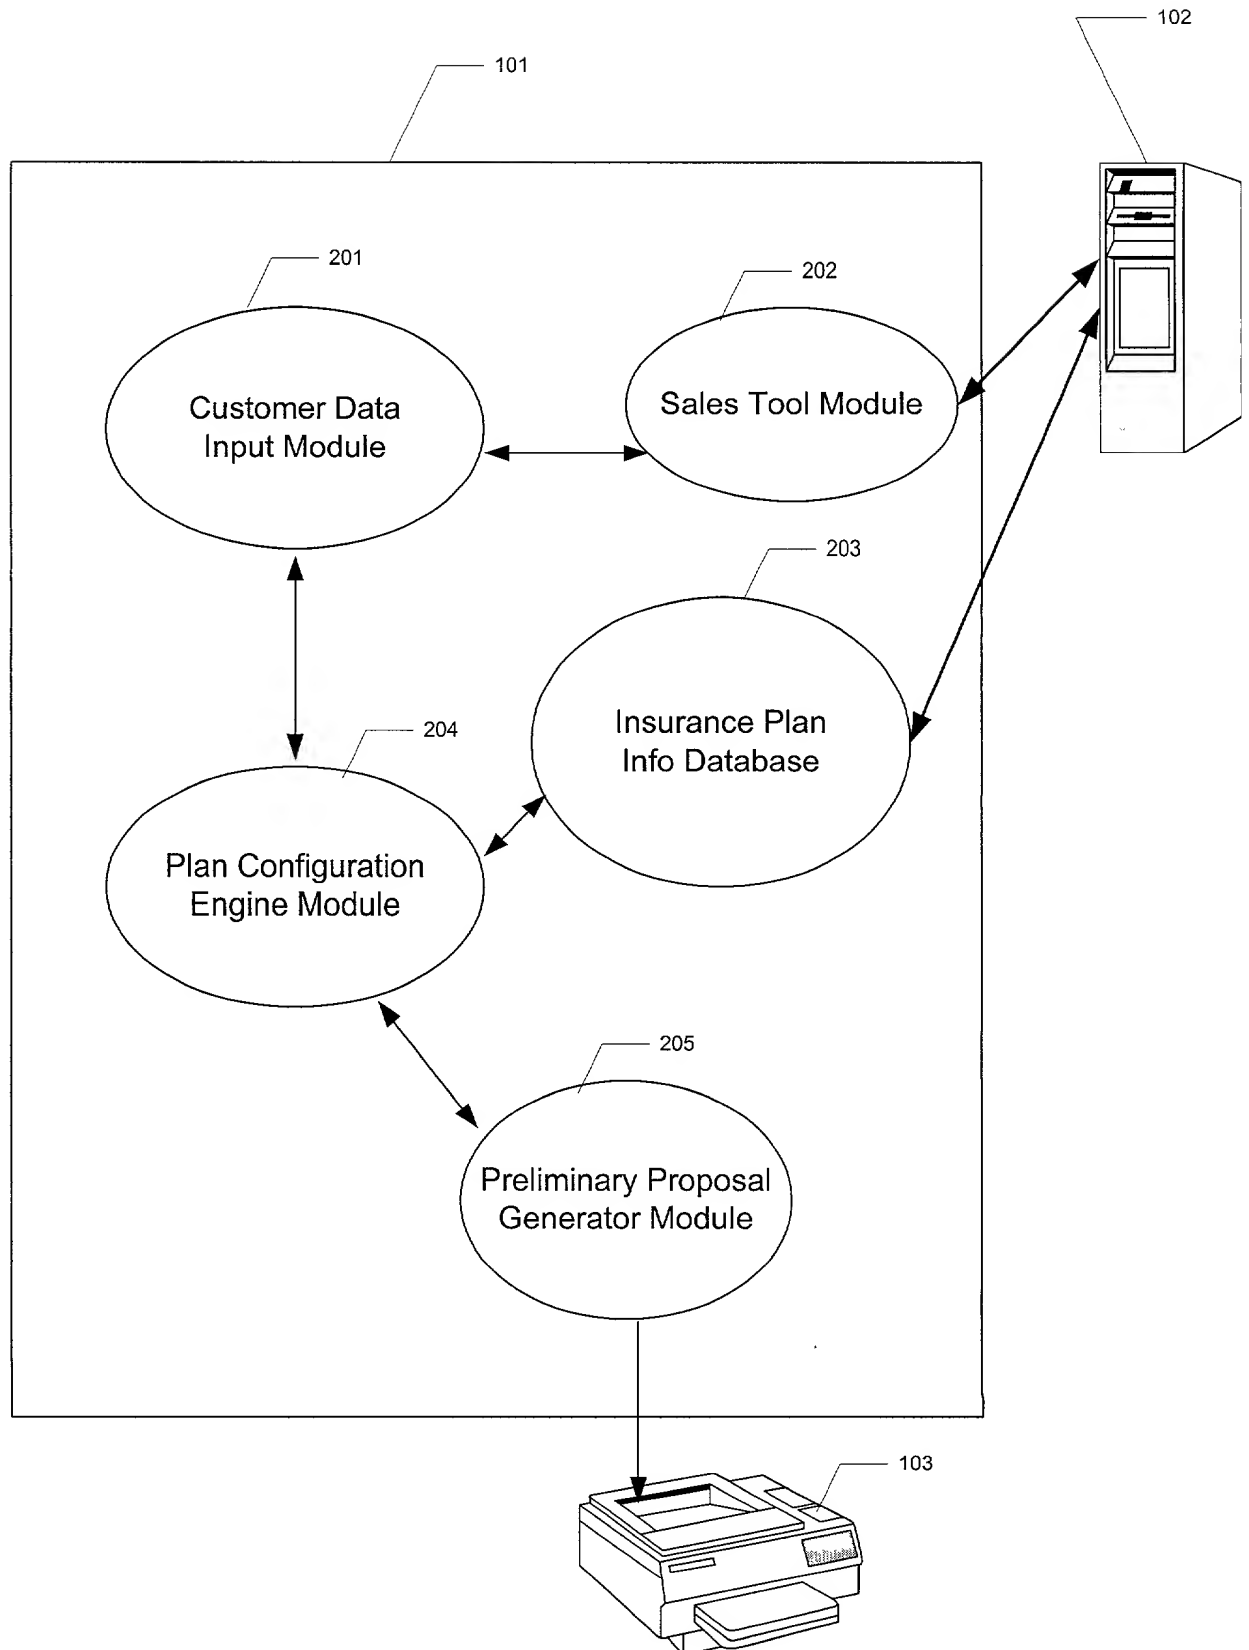 102
101
201
202
Customer Data
Input Module
Sales Tool Module
203
Insurance Plan
Info Database
204
Plan Configuration
Engine Module
205
Preliminary Proposal
Generator Module
103